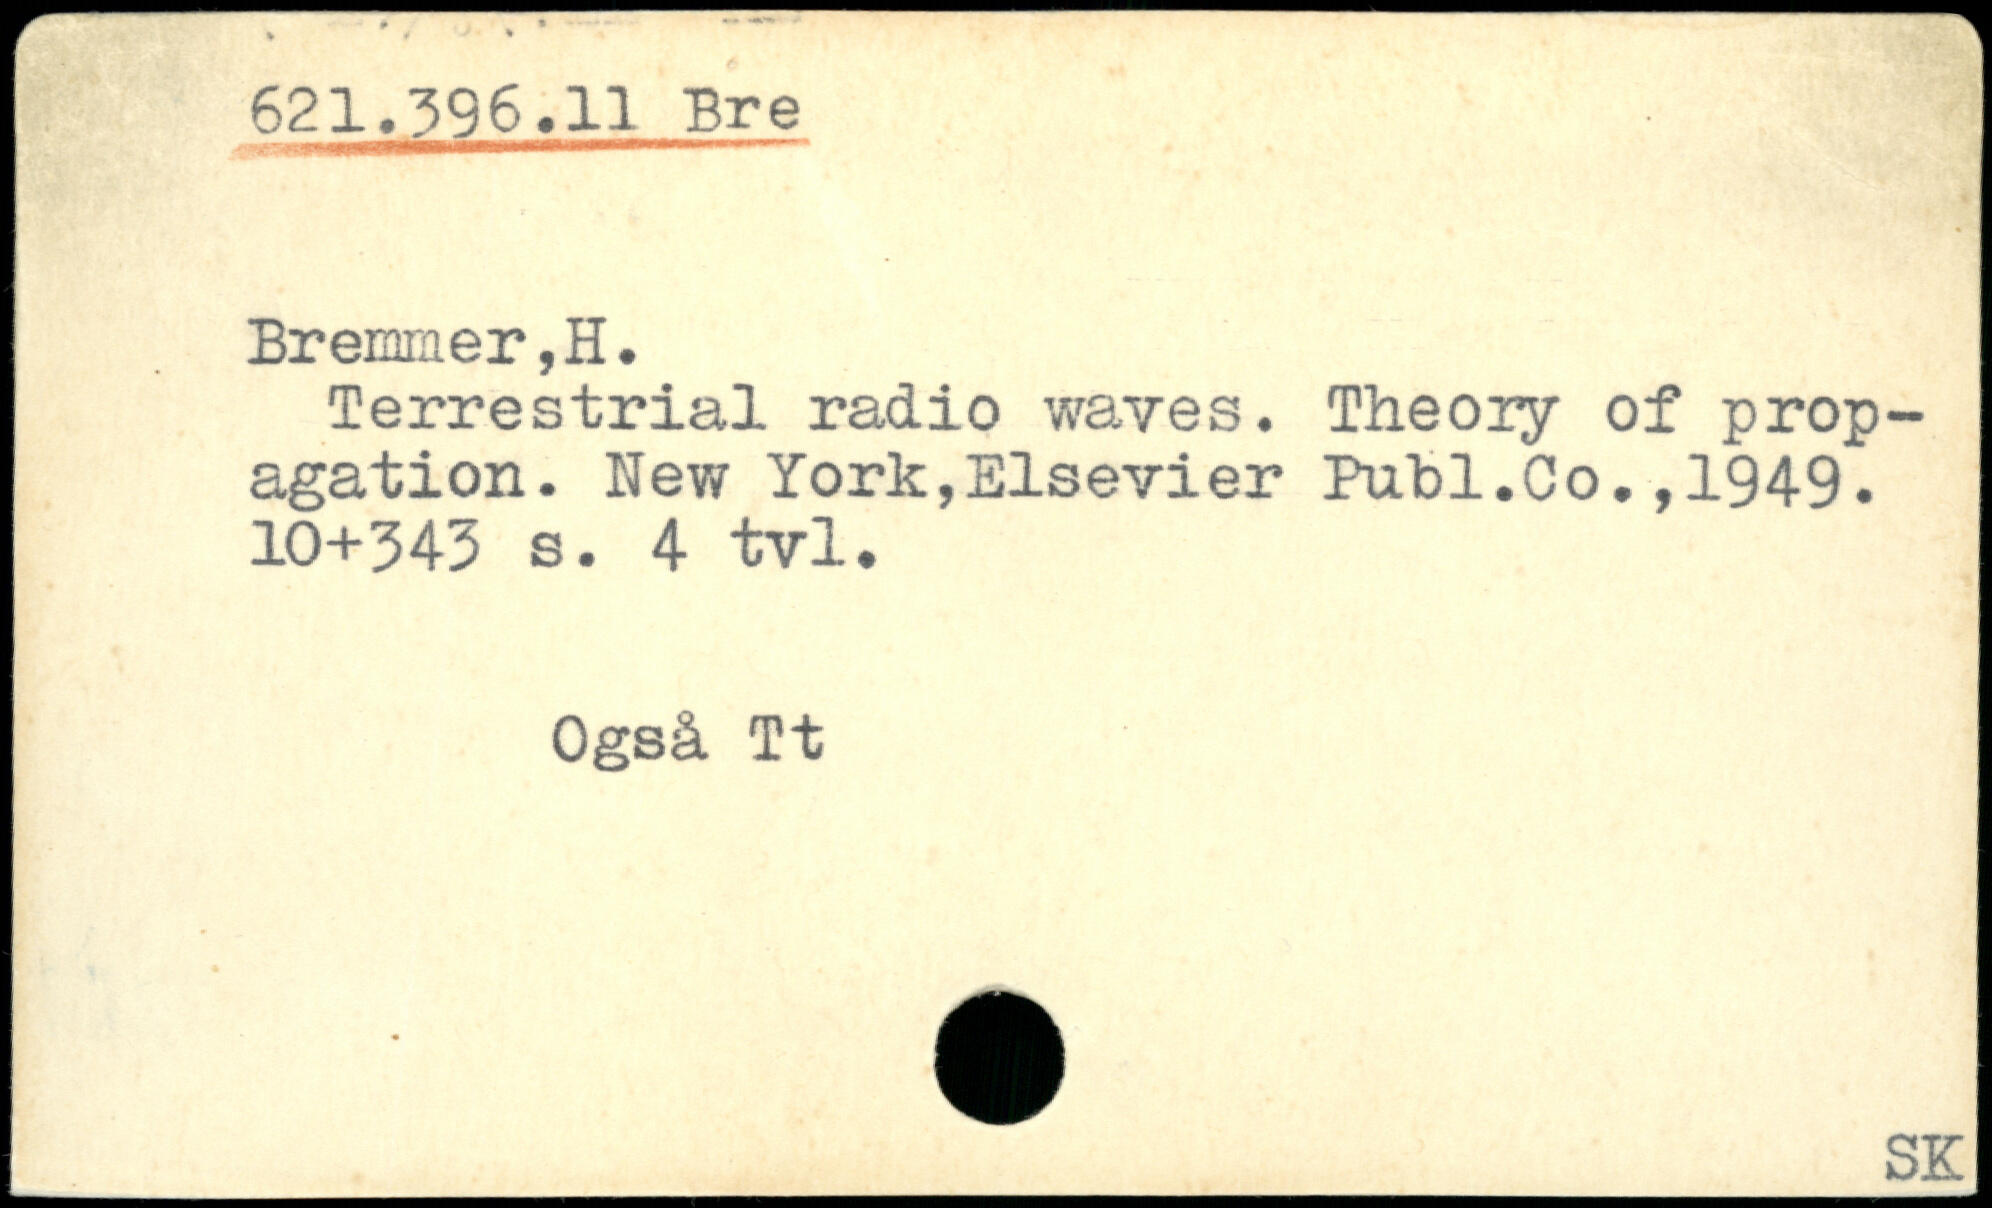 621.396.11 Bre
Bremmer,H.
Terrestrial radio waves. Theory of prop-
agation. New York,Elsevier Publ.Co.,1949.
10+343 s. 4 tvl.
Også Tt
SK